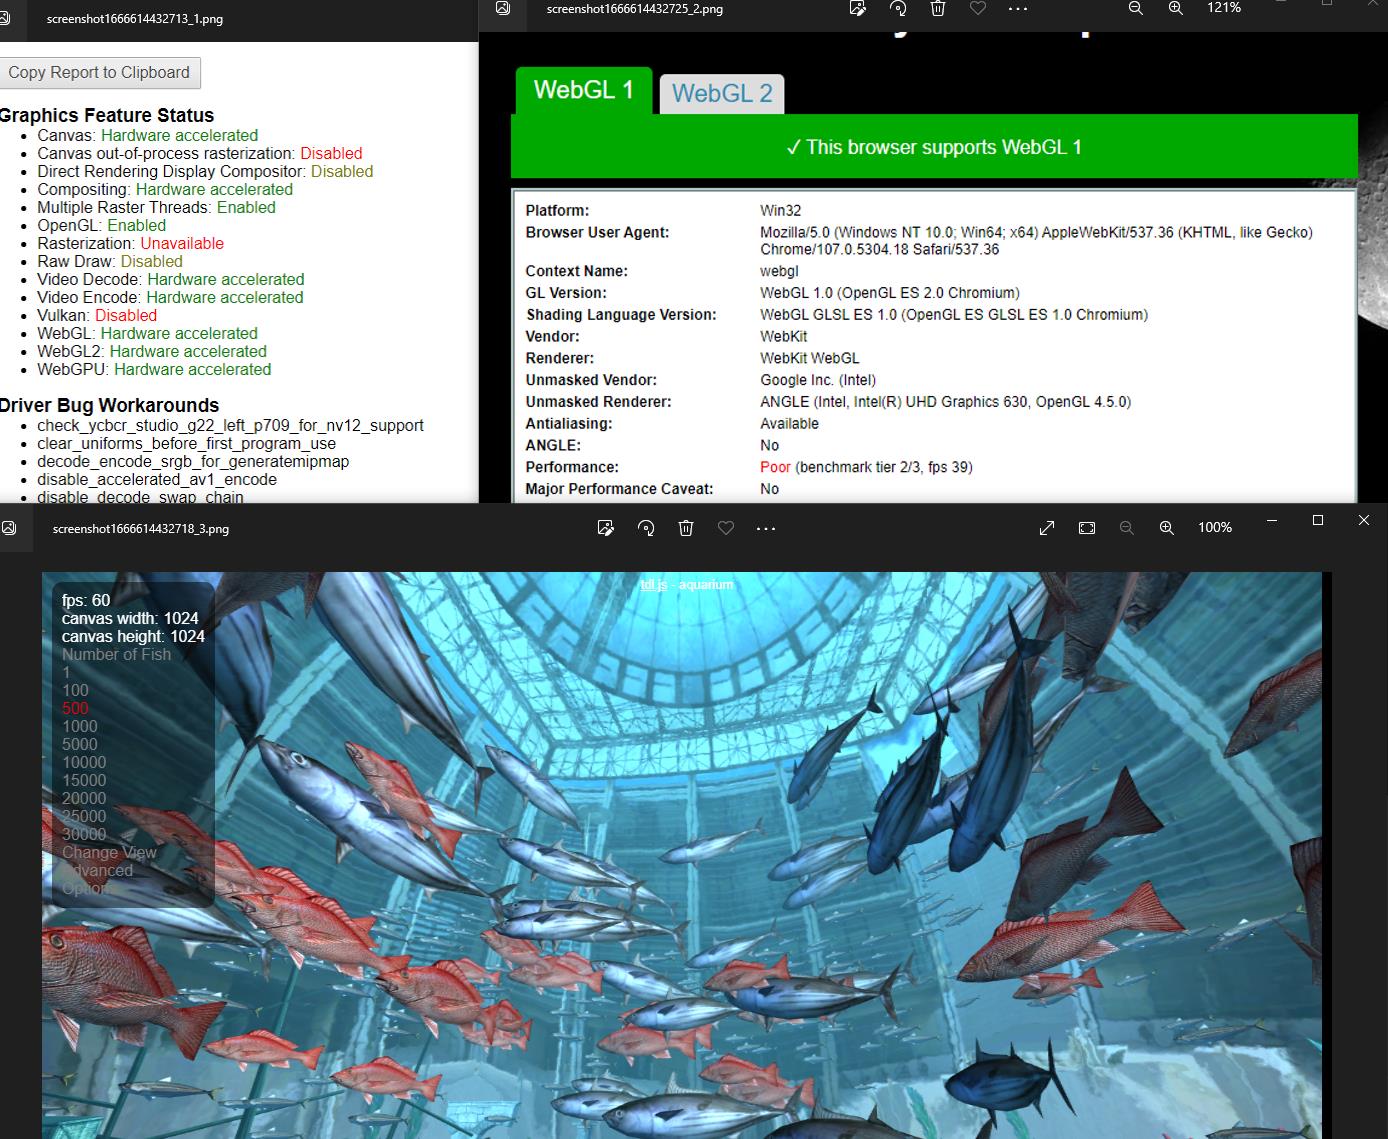 screenshot1666614432713_1.png
Copy Report to Clipboard
Graphics Feature Status
Canvas: Hardware accelerated
Canvas out-of-process rasterization: Disabled
Direct Rendering Display Compositor: Disabled
Compositing: Hardware accelerated
Multiple Raster Threads: Enabled
OpenGL: Enabled
Rasterization: Unavailable
Raw Draw: Disabled
Video Decode: Hardware accelerated
Video Encode: Hardware accelerated
Vulkan: Disabled
WebGL: Hardware accelerated
WebGL2: Hardware accelerated
WebGPU: Hardware accelerated
Driver Bug Workarounds
check_ycbcr_studio_g22_left_p709_for_nv12_support
clear_uniforms_before_first_program_use
decode_encode_srgb_for_generatemipmap
disable_accelerated_av1_encode
disable_decode_swap_chain
screenshot1666614432725_2.png
121%
WebGL 1
WebGL 2
✓ This browser supports WebGL 1
Platform: Win32
Browser User Agent: Mozilla/5.0 (Windows NT 10.0; Win64; x64) AppleWebKit/537.36 (KHTML, like Gecko)
Chrome/107.0.5304.18 Safari/537.36
Context Name: webgl
GL Version: WebGL 1.0 (OpenGL ES 2.0 Chromium)
Shading Language Version: WebGL GLSL ES 1.0 (OpenGL ES GLSL ES 1.0 Chromium)
Vendor: WebKit
Renderer: WebKit WebGL
Unmasked Vendor: Google Inc. (Intel)
Unmasked Renderer: ANGLE (Intel, Intel(R) UHD Graphics 630, OpenGL 4.5.0)
Antialiasing: Available
ANGLE: No
Performance: Poor (benchmark tier 2/3, fps 39)
Major Performance Caveat: No
screenshot1666614432718_3.png
100%
tdl.js - aquarium
fps: 60
canvas width: 1024
canvas height: 1024
Number of Fish
1
100
500
1000
5000
10000
15000
20000
25000
30000
Change View
Advanced
Options